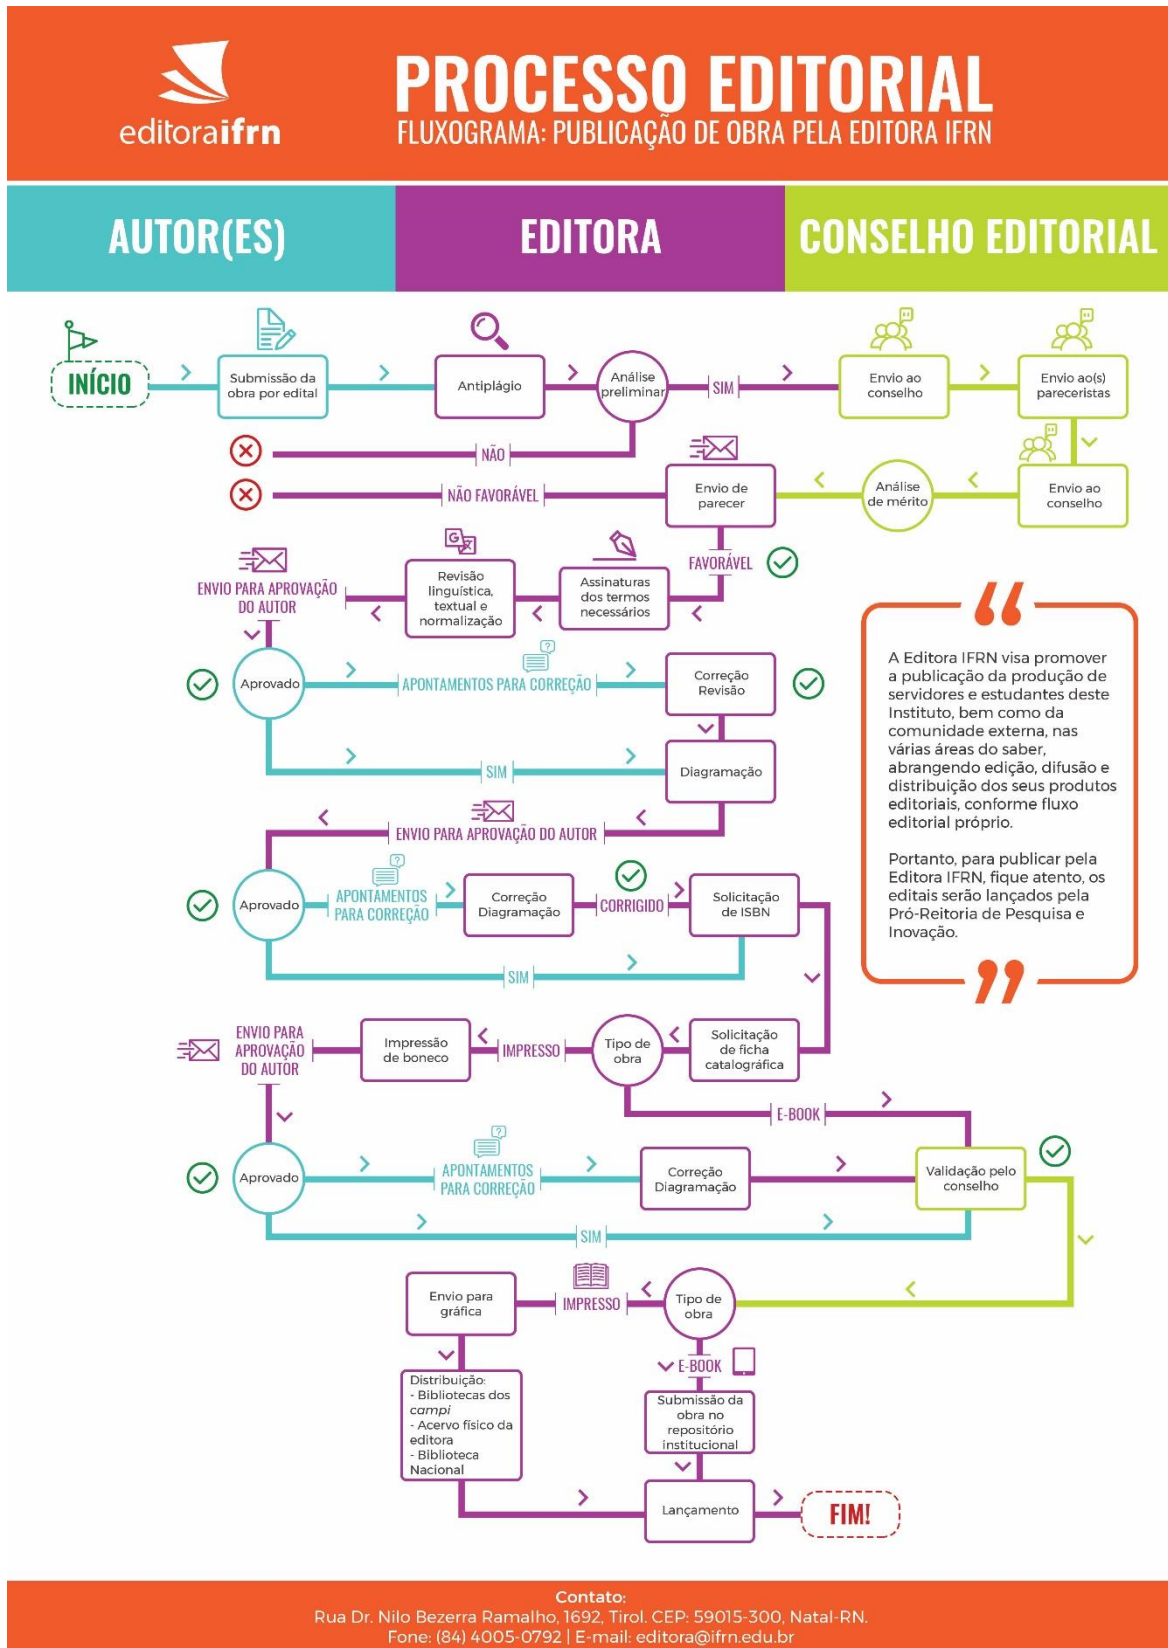 editoraifrn
PROCESSO EDITORIAL
FLUXOGRAMA: PUBLICAÇÃO DE OBRA PELA EDITORA IFRN
AUTOR(ES)
EDITORA
CONSELHO EDITORIAL
INÍCIO
Submissão da
obra por edital
Antiplágio
Análise
preliminar
SIM
Envio ao
conselho
Envio ao(s)
pareceristas
NÃO
NÃO FAVORÁVEL
Envio de
parecer
Análise
de mérito
Envio ao
conselho
FAVORÁVEL
Assinaturas
dos termos
necessários
Revisão
linguística,
textual e
normalização
ENVIO PARA APROVAÇÃO
DO AUTOR
Aprovado
APONTAMENTOS PARA CORREÇÃO
Correção
Revisão
SIM
Diagramação
ENVIO PARA APROVAÇÃO DO AUTOR
Aprovado
APONTAMENTOS
PARA CORREÇÃO
Correção
Diagramação
CORRIGIDO
Solicitação
de ISBN
SIM
“
A Editora IFRN visa promover
a publicação da produção de
servidores e estudantes deste
Instituto, bem como da
comunidade externa, nas
várias áreas do saber,
abrangendo edição, difusão e
distribuição dos seus produtos
editoriais, conforme fluxo
editorial próprio.
Portanto, para publicar pela
Editora IFRN, fique atento, os
editais serão lançados pela
Pró-Reitoria de Pesquisa e
Inovação.
”
Solicitação
de ficha
catalográfica
Tipo de
obra
IMPRESSO
Impressão
de boneco
ENVIO PARA
APROVAÇÃO
DO AUTOR
E-BOOK
Aprovado
APONTAMENTOS
PARA CORREÇÃO
Correção
Diagramação
Validação pelo
conselho
SIM
Tipo de
obra
IMPRESSO
Envio para
gráfica
E-BOOK
Distribuição:
- Bibliotecas dos
campi
- Acervo físico da
editora
- Biblioteca
Nacional
Submissão da
obra no
repositório
institucional
Lançamento
FIM!
Contato:
Rua Dr. Nilo Bezerra Ramalho, 1692, Tirol. CEP: 59015-300, Natal-RN.
Fone: (84) 4005-0792 | E-mail: editora@ifrn.edu.br